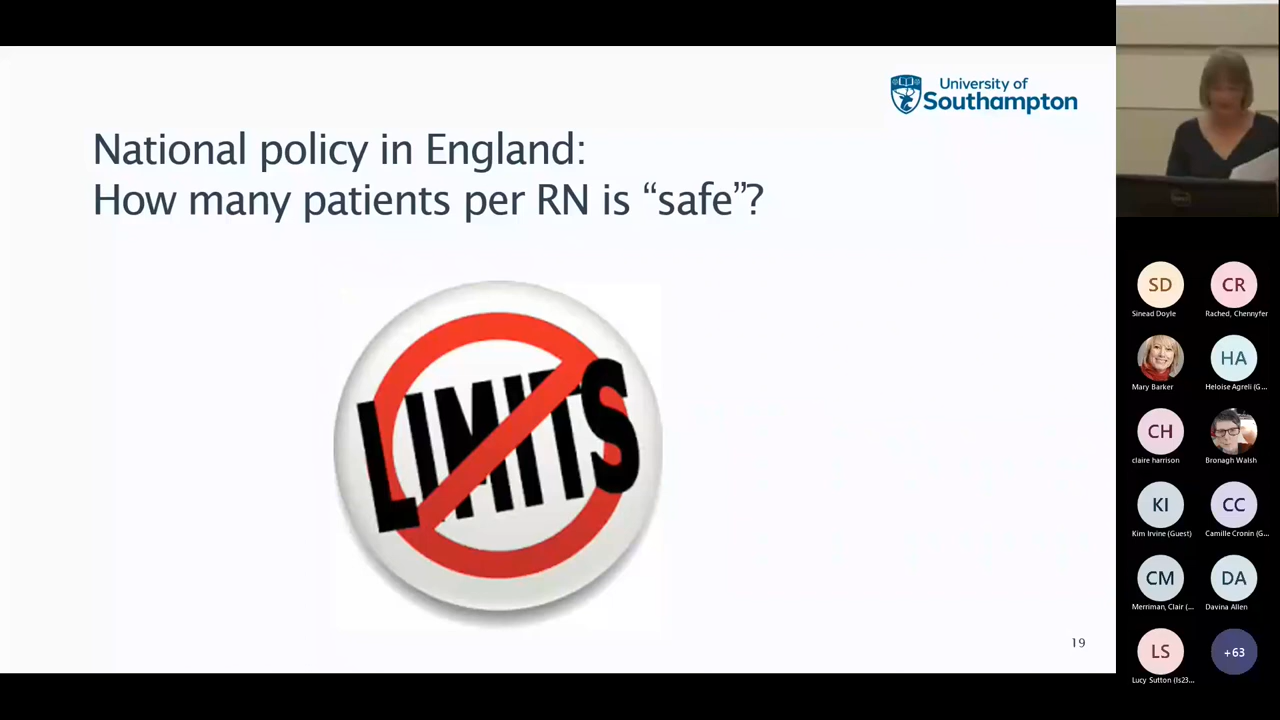 University of
Southampton
National policy in England:
How many patients per RN is “safe”?
LIMITS
19
SD
Sinead Doyle
CR
Rached, Chennyfer
Mary Barker
HA
Heloise Agreli (G...
CH
claire harrison
Bronagh Walsh
KI
Kim Irvine (Guest)
CC
Camille Cronin (G...
CM
Merriman, Clair (...
DA
Davina Allen
LS
Lucy Sutton (ls23...
+63